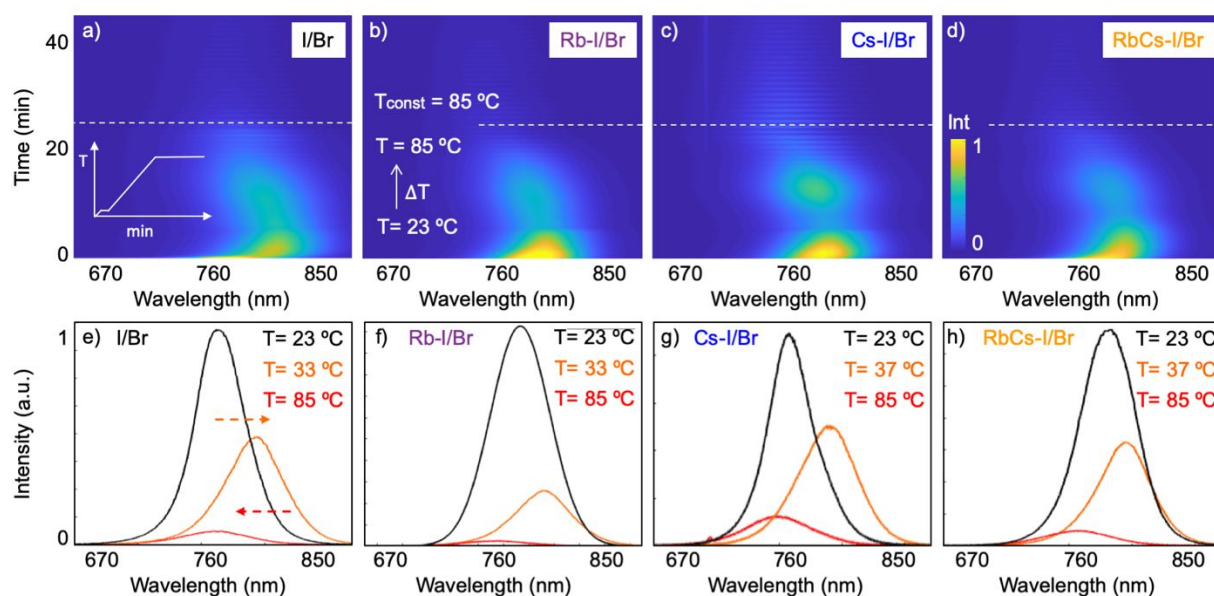 a) I/Br
b) Rb-I/Br
c) Cs-I/Br
d) RbCs-I/Br
Time (min)
40
20
0
T
min
Tconst = 85 ºC
T = 85 ºC
ΔT
T= 23 ºC
Int
1
0
670 760 850
670 760 850
670 760 850
670 760 850
Wavelength (nm)
Wavelength (nm)
Wavelength (nm)
Wavelength (nm)
Intensity (a.u.)
1
0
e) I/Br
T= 23 ºC
T= 33 ºC
T= 85 ºC
f) Rb-I/Br
T= 23 ºC
T= 33 ºC
T= 85 ºC
g) Cs-I/Br
T= 23 ºC
T= 37 ºC
T= 85 ºC
h) RbCs-I/Br
T= 23 ºC
T= 37 ºC
T= 85 ºC
670 760 850
670 760 850
670 760 850
670 760 850
Wavelength (nm)
Wavelength (nm)
Wavelength (nm)
Wavelength (nm)